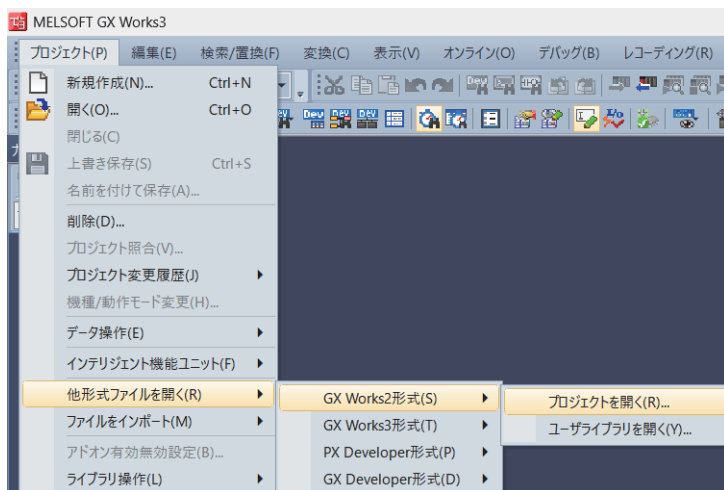 MELSOFT GX Works3
プロジェクト(P) 編集(E) 検索/置換(F) 変換(C) 表示(V) オンライン(O) デバッグ(B) レコーディング(R)
新規作成(N)... Ctrl+N
開く(O)... Ctrl+O
閉じる(C)
上書き保存(S) Ctrl+S
名前を付けて保存(A)...
削除(D)...
プロジェクト照合(V)...
プロジェクト変更履歴(J)
機種/動作モード変更(H)...
データ操作(E)
インテリジェント機能ユニット(F)
他形式ファイルを開く(R) GX Works2形式(S) プロジェクトを開く(R)...
ファイルをインポート(M) GX Works3形式(T) ユーザライブラリを開く(Y)...
アドオン有効無効設定(B)... PX Developer形式(P)
ライブラリ操作(L) GX Developer形式(D)